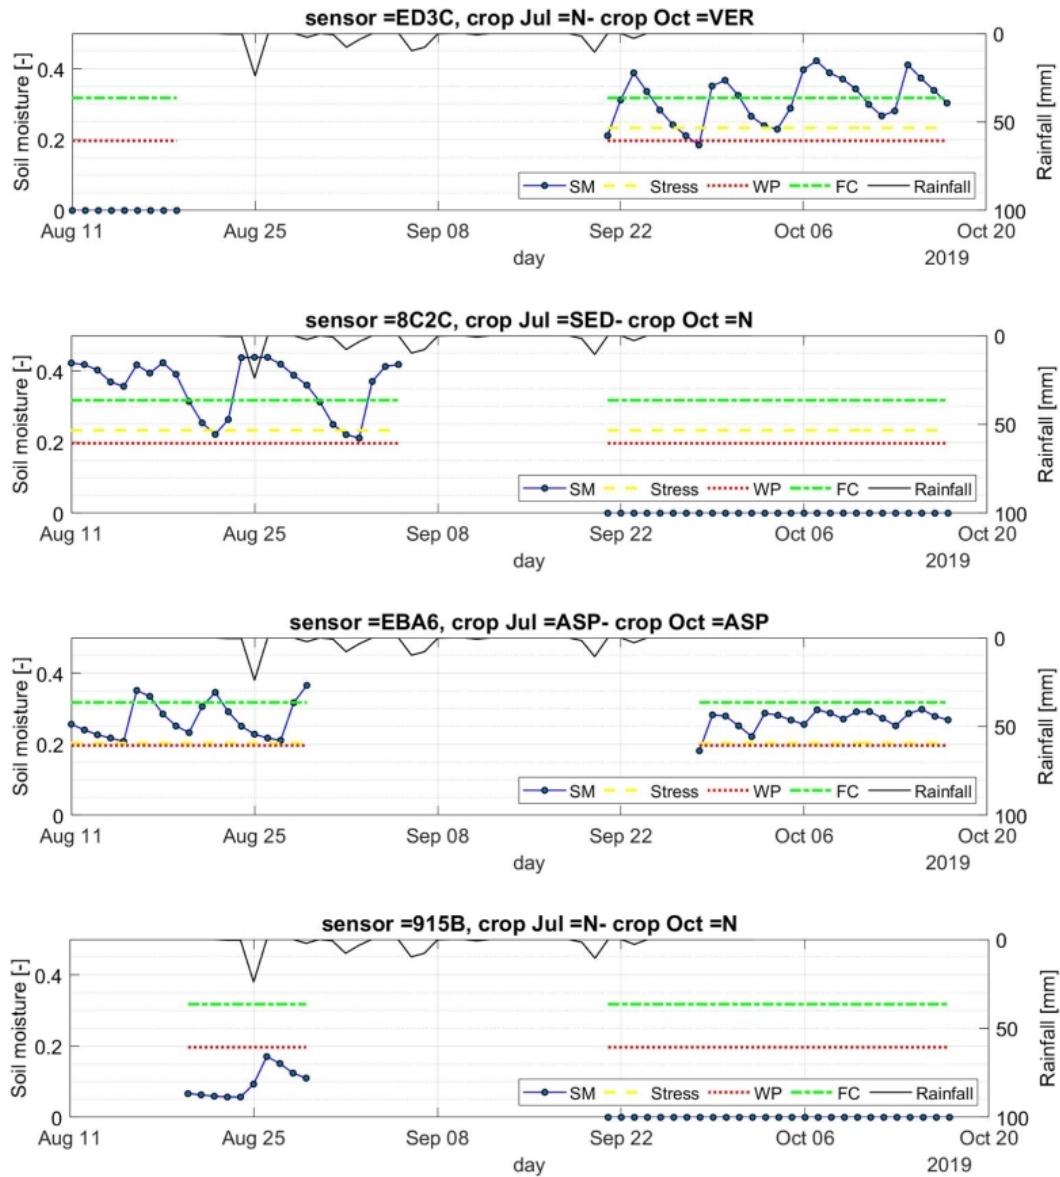 sensor =ED3C, crop Jul =N- crop Oct =VER
Soil moisture [-]
0.4
0.2
0
0
50
100
Rainfall [mm]
SM Stress WP FC Rainfall
Aug 11 Aug 25 Sep 08 Sep 22 Oct 06 Oct 20
day
2019
sensor =8C2C, crop Jul =SED- crop Oct =N
Soil moisture [-]
0.4
0.2
0
0
50
100
Rainfall [mm]
SM Stress WP FC Rainfall
Aug 11 Aug 25 Sep 08 Sep 22 Oct 06 Oct 20
day
2019
sensor =EBA6, crop Jul =ASP- crop Oct =ASP
Soil moisture [-]
0.4
0.2
0
0
50
100
Rainfall [mm]
SM Stress WP FC Rainfall
Aug 11 Aug 25 Sep 08 Sep 22 Oct 06 Oct 20
day
2019
sensor =915B, crop Jul =N- crop Oct =N
Soil moisture [-]
0.4
0.2
0
0
50
100
Rainfall [mm]
SM Stress WP FC Rainfall
Aug 11 Aug 25 Sep 08 Sep 22 Oct 06 Oct 20
day
2019